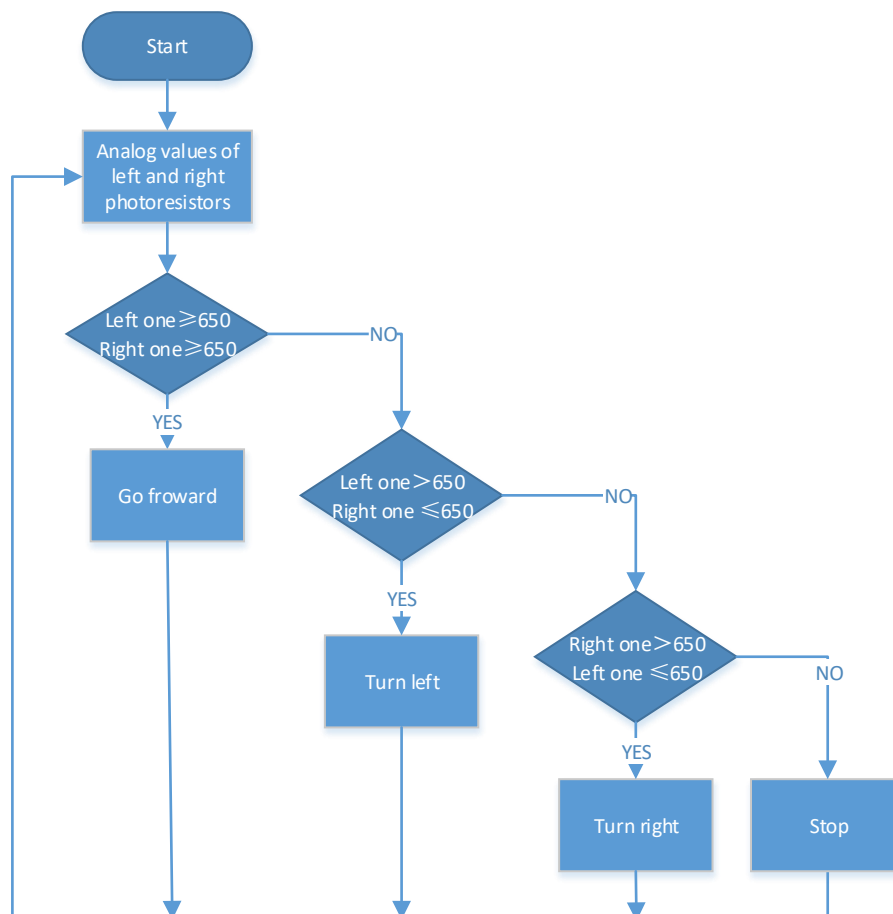 Start
Analog values of
left and right
photoresistors
Left one≥650
Right one≥650
NO
YES
Go froward
Left one>650
Right one ≤650
NO
YES
Turn left
Right one>650
Left one ≤650
NO
YES
Turn right
Stop